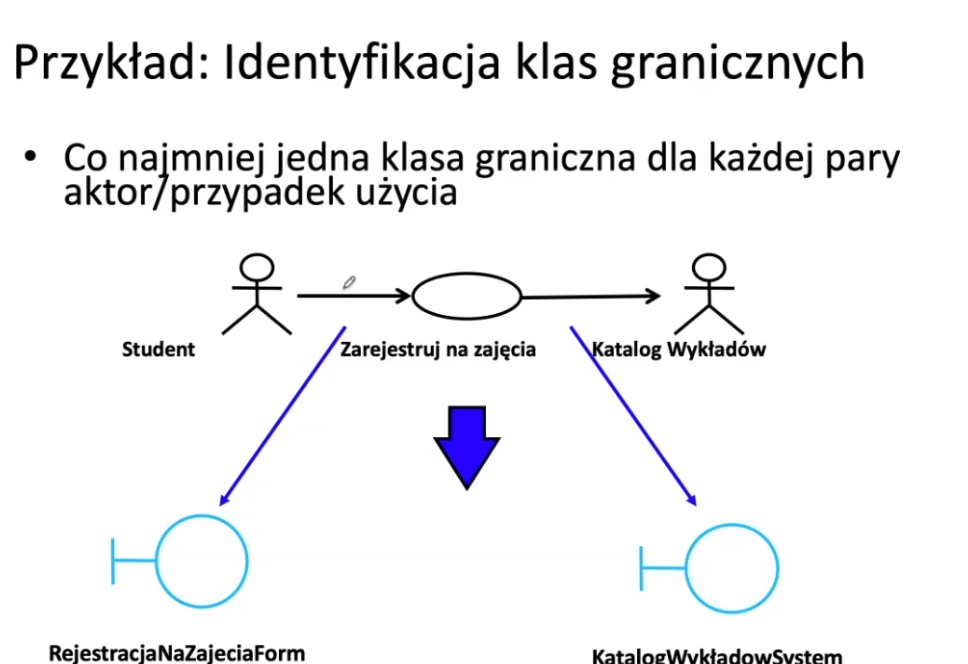 Przykład: Identyfikacja klas granicznych
• Co najmniej jedna klasa graniczna dla każdej pary
aktor/przypadek użycia
Student
Zarejestruj na zajęcia
Katalog Wykładów
RejestracjaNaZajeciaForm
KatalogWykładowSystem